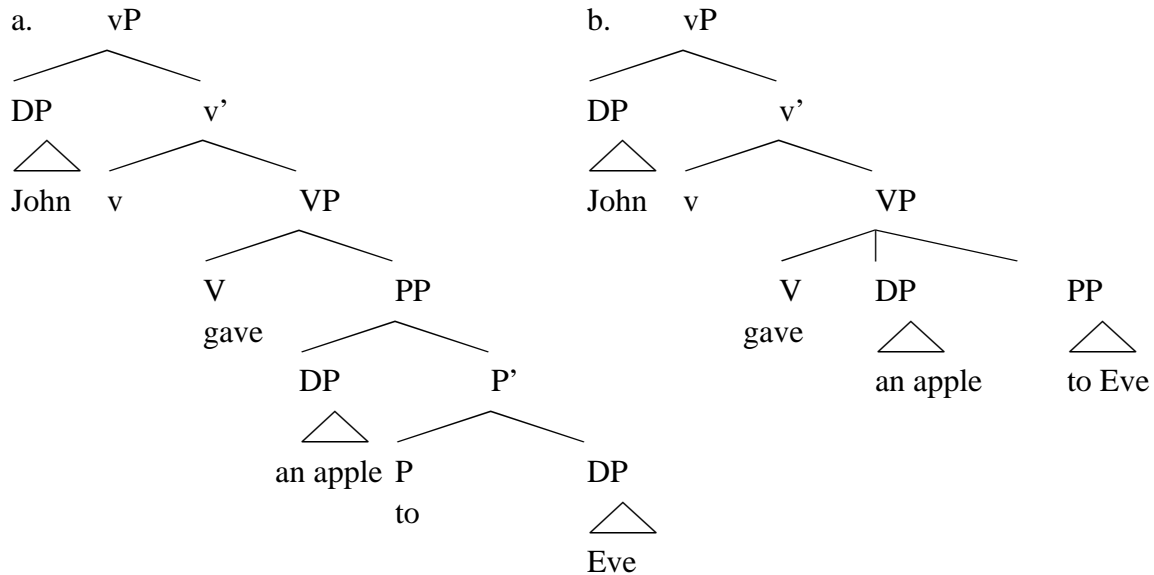 a. vP b. vP
DP v’ DP v’
John v VP John v VP
V PP V DP PP
gave gave
DP P’ an apple to Eve
an apple P DP
to
Eve